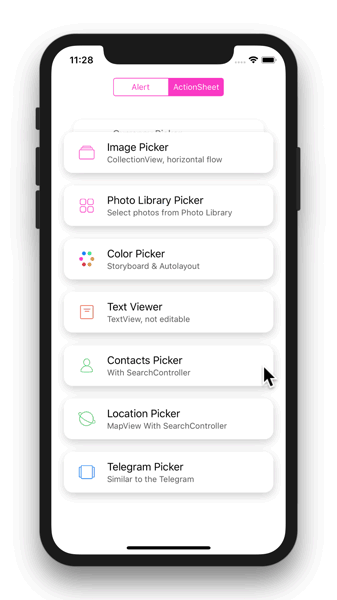 11:28
Alert
ActionSheet
Image Picker
CollectionView, horizontal flow
Photo Library Picker
Select photos from Photo Library
Color Picker
Storyboard & Autolayout
Text Viewer
TextView, not editable
Contacts Picker
With SearchController
Location Picker
MapView With SearchController
Telegram Picker
Similar to the Telegram